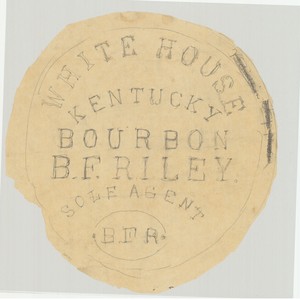 WHITE HOUSE
KENTUCKY
BOURBON
B.F. RILEY.
SOLE AGENT
· B.F.R ·